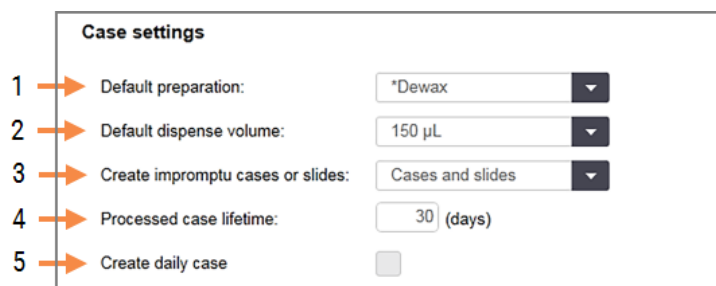 Case settings
1 Default preparation: *Dewax
2 Default dispense volume: 150 µL
3 Create impromptu cases or slides: Cases and slides
4 Processed case lifetime: 30 (days)
5 Create daily case